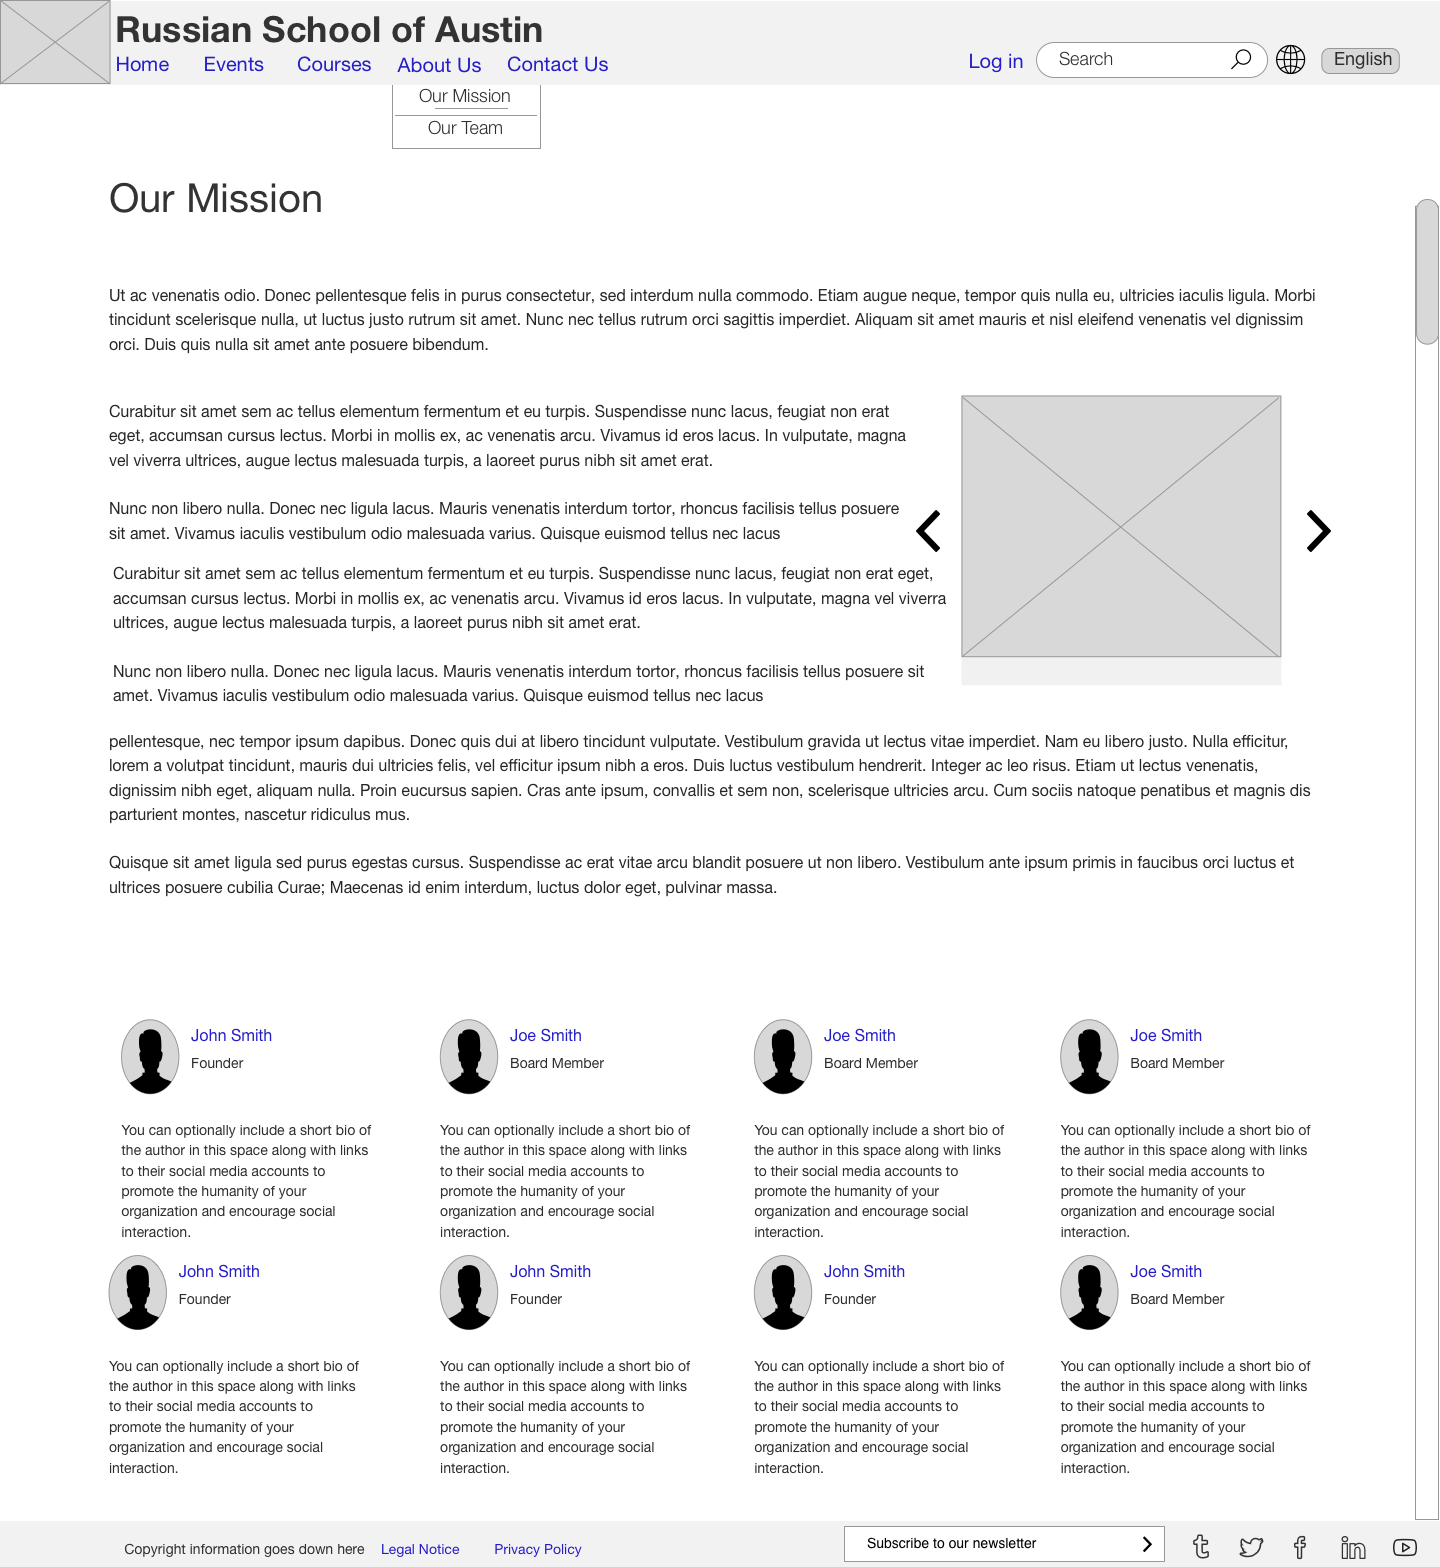 Russian School of Austin
Home Events Courses About Us Contact Us
Log in Search English
Our Mission
Our Team
Our Mission
Ut ac venenatis odio. Donec pellentesque felis in purus consectetur, sed interdum nulla commodo. Etiam augue neque, tempor quis nulla eu, ultricies iaculis ligula. Morbi
tincidunt scelerisque nulla, ut luctus justo rutrum sit amet. Nunc nec tellus rutrum orci sagittis imperdiet. Aliquam sit amet mauris et nisl eleifend venenatis vel dignissim
orci. Duis quis nulla sit amet ante posuere bibendum.
Curabitur sit amet sem ac tellus elementum fermentum et eu turpis. Suspendisse nunc lacus, feugiat non erat
eget, accumsan cursus lectus. Morbi in mollis ex, ac venenatis arcu. Vivamus id eros lacus. In vulputate, magna
vel viverra ultrices, augue lectus malesuada turpis, a laoreet purus nibh sit amet erat.
Nunc non libero nulla. Donec nec ligula lacus. Mauris venenatis interdum tortor, rhoncus facilisis tellus posuere
sit amet. Vivamus iaculis vestibulum odio malesuada varius. Quisque euismod tellus nec lacus
Curabitur sit amet sem ac tellus elementum fermentum et eu turpis. Suspendisse nunc lacus, feugiat non erat eget,
accumsan cursus lectus. Morbi in mollis ex, ac venenatis arcu. Vivamus id eros lacus. In vulputate, magna vel viverra
ultrices, augue lectus malesuada turpis, a laoreet purus nibh sit amet erat.
Nunc non libero nulla. Donec nec ligula lacus. Mauris venenatis interdum tortor, rhoncus facilisis tellus posuere sit
amet. Vivamus iaculis vestibulum odio malesuada varius. Quisque euismod tellus nec lacus
pellentesque, nec tempor ipsum dapibus. Donec quis dui at libero tincidunt vulputate. Vestibulum gravida ut lectus vitae imperdiet. Nam eu libero justo. Nulla efficitur,
lorem a volutpat tincidunt, mauris dui ultricies felis, vel efficitur ipsum nibh a eros. Duis luctus vestibulum hendrerit. Integer ac leo risus. Etiam ut lectus venenatis,
dignissim nibh eget, aliquam nulla. Proin eucursus sapien. Cras ante ipsum, convallis et sem non, scelerisque ultricies arcu. Cum sociis natoque penatibus et magnis dis
parturient montes, nascetur ridiculus mus.
Quisque sit amet ligula sed purus egestas cursus. Suspendisse ac erat vitae arcu blandit posuere ut non libero. Vestibulum ante ipsum primis in faucibus orci luctus et
ultrices posuere cubilia Curae; Maecenas id enim interdum, luctus dolor eget, pulvinar massa.
John Smith
Founder
You can optionally include a short bio of
the author in this space along with links
to their social media accounts to
promote the humanity of your
organization and encourage social
interaction.
Joe Smith
Board Member
You can optionally include a short bio of
the author in this space along with links
to their social media accounts to
promote the humanity of your
organization and encourage social
interaction.
Joe Smith
Board Member
You can optionally include a short bio of
the author in this space along with links
to their social media accounts to
promote the humanity of your
organization and encourage social
interaction.
Joe Smith
Board Member
You can optionally include a short bio of
the author in this space along with links
to their social media accounts to
promote the humanity of your
organization and encourage social
interaction.
John Smith
Founder
You can optionally include a short bio of
the author in this space along with links
to their social media accounts to
promote the humanity of your
organization and encourage social
interaction.
John Smith
Founder
You can optionally include a short bio of
the author in this space along with links
to their social media accounts to
promote the humanity of your
organization and encourage social
interaction.
John Smith
Founder
You can optionally include a short bio of
the author in this space along with links
to their social media accounts to
promote the humanity of your
organization and encourage social
interaction.
Joe Smith
Board Member
You can optionally include a short bio of
the author in this space along with links
to their social media accounts to
promote the humanity of your
organization and encourage social
interaction.
Copyright information goes down here Legal Notice Privacy Policy Subscribe to our newsletter